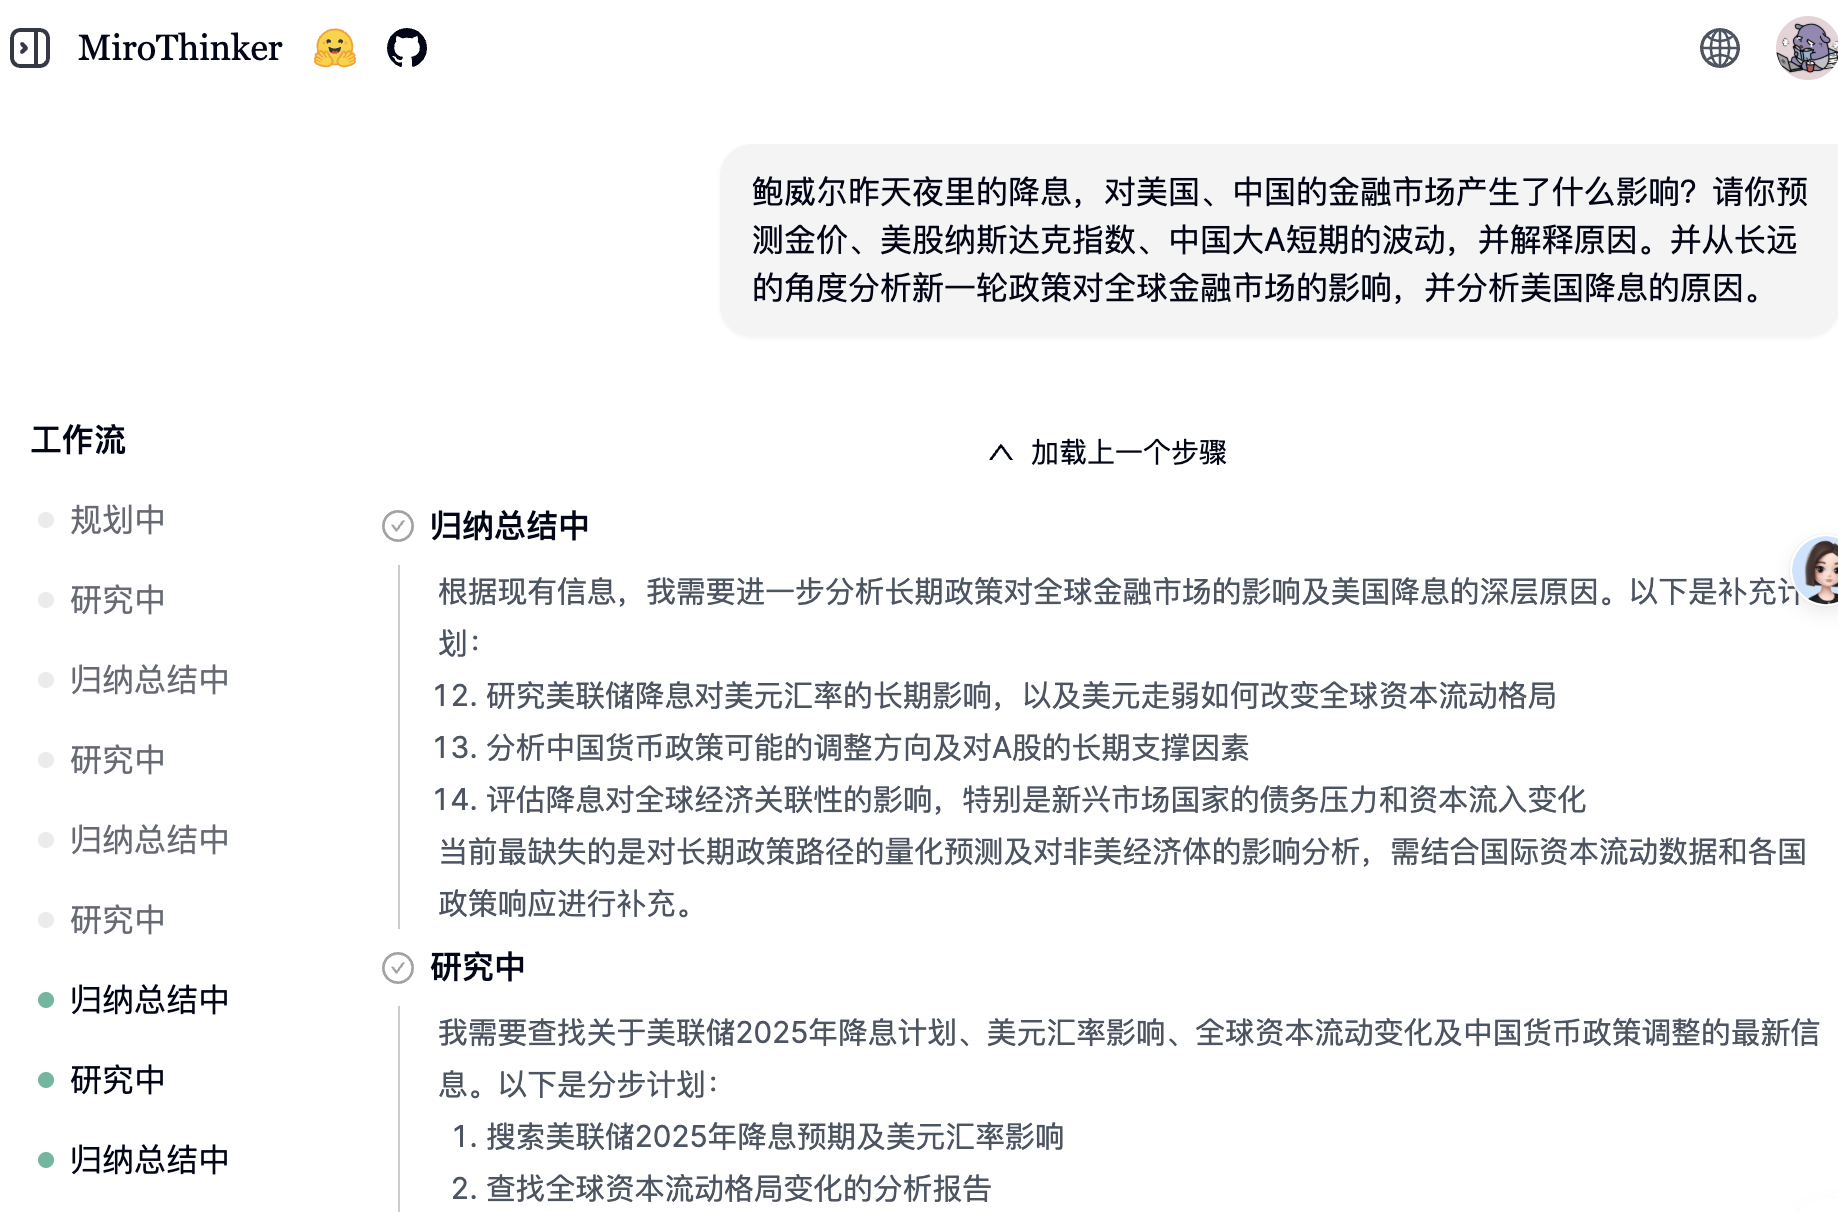 MiroThinker
鲍威尔昨天夜里的降息，对美国、中国的金融市场产生了什么影响？请你预
测金价、美股纳斯达克指数、中国大A短期的波动，并解释原因。并从长远
的角度分析新一轮政策对全球金融市场的影响，并分析美国降息的原因。
工作流
规划中
研究中
归纳总结中
研究中
归纳总结中
研究中
归纳总结中
研究中
归纳总结中
加载上一个步骤
归纳总结中
根据现有信息，我需要进一步分析长期政策对全球金融市场的影响及美国降息的深层原因。以下是补充计
划：
12. 研究美联储降息对美元汇率的长期影响，以及美元走弱如何改变全球资本流动格局
13. 分析中国货币政策可能的调整方向及对A股的长期支撑因素
14. 评估降息对全球经济关联性的影响，特别是新兴市场国家的债务压力和资本流入变化
当前最缺失的是对长期政策路径的量化预测及对非美经济体的影响分析，需结合国际资本流动数据和各国
政策响应进行补充。
研究中
我需要查找关于美联储2025年降息计划、美元汇率影响、全球资本流动变化及中国货币政策调整的最新信
息。以下是分步计划：
1. 搜索美联储2025年降息预期及美元汇率影响
2. 查找全球资本流动格局变化的分析报告